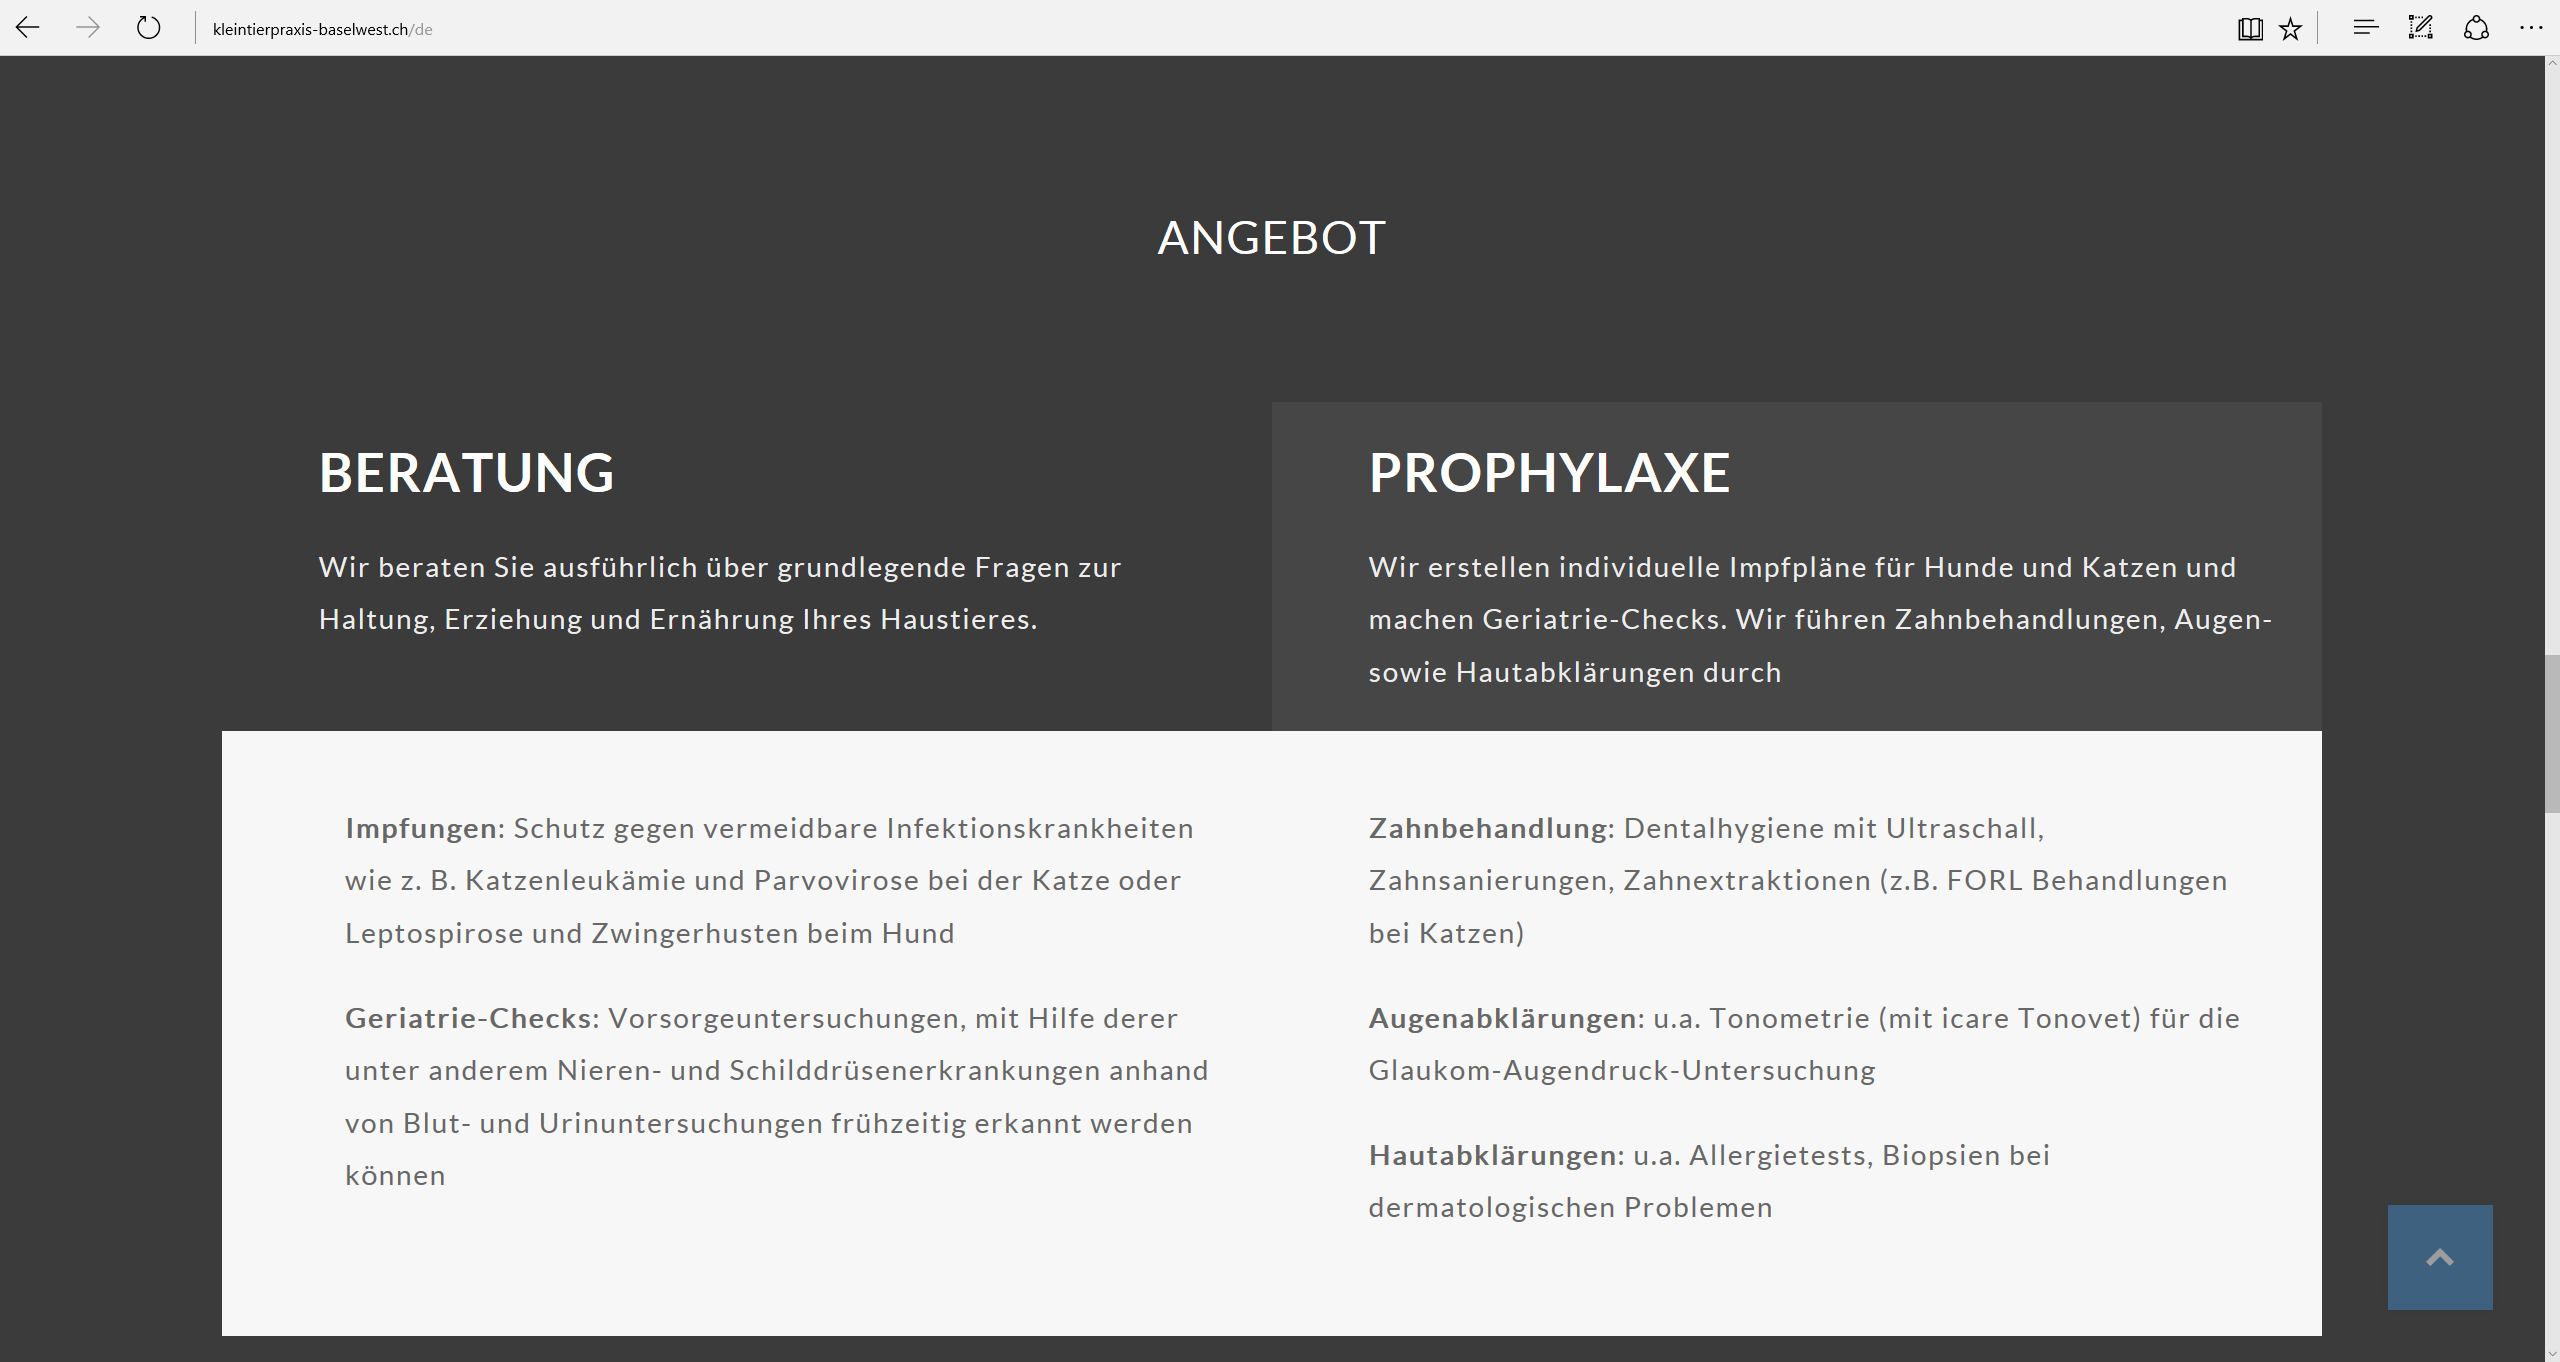 kleintierpraxis-baselwest.ch/de
ANGEBOT
BERATUNG
Wir beraten Sie ausführlich über grundlegende Fragen zur
Haltung, Erziehung und Ernährung Ihres Haustieres.
PROPHYLAXE
Wir erstellen individuelle Impfpläne für Hunde und Katzen und
machen Geriatrie-Checks. Wir führen Zahnbehandlungen, Augen-
sowie Hautabklärungen durch
Impfungen: Schutz gegen vermeidbare Infektionskrankheiten
wie z. B. Katzenleukämie und Parvovirose bei der Katze oder
Leptospirose und Zwingerhusten beim Hund
Geriatrie-Checks: Vorsorgeuntersuchungen, mit Hilfe derer
unter anderem Nieren- und Schilddrüsenerkrankungen anhand
von Blut- und Urinuntersuchungen frühzeitig erkannt werden
können
Zahnbehandlung: Dentalhygiene mit Ultraschall,
Zahnsanierungen, Zahnextraktionen (z.B. FORL Behandlungen
bei Katzen)
Augenabklärungen: u.a. Tonometrie (mit icare Tonovet) für die
Glaukom-Augendruck-Untersuchung
Hautabklärungen: u.a. Allergietests, Biopsien bei
dermatologischen Problemen